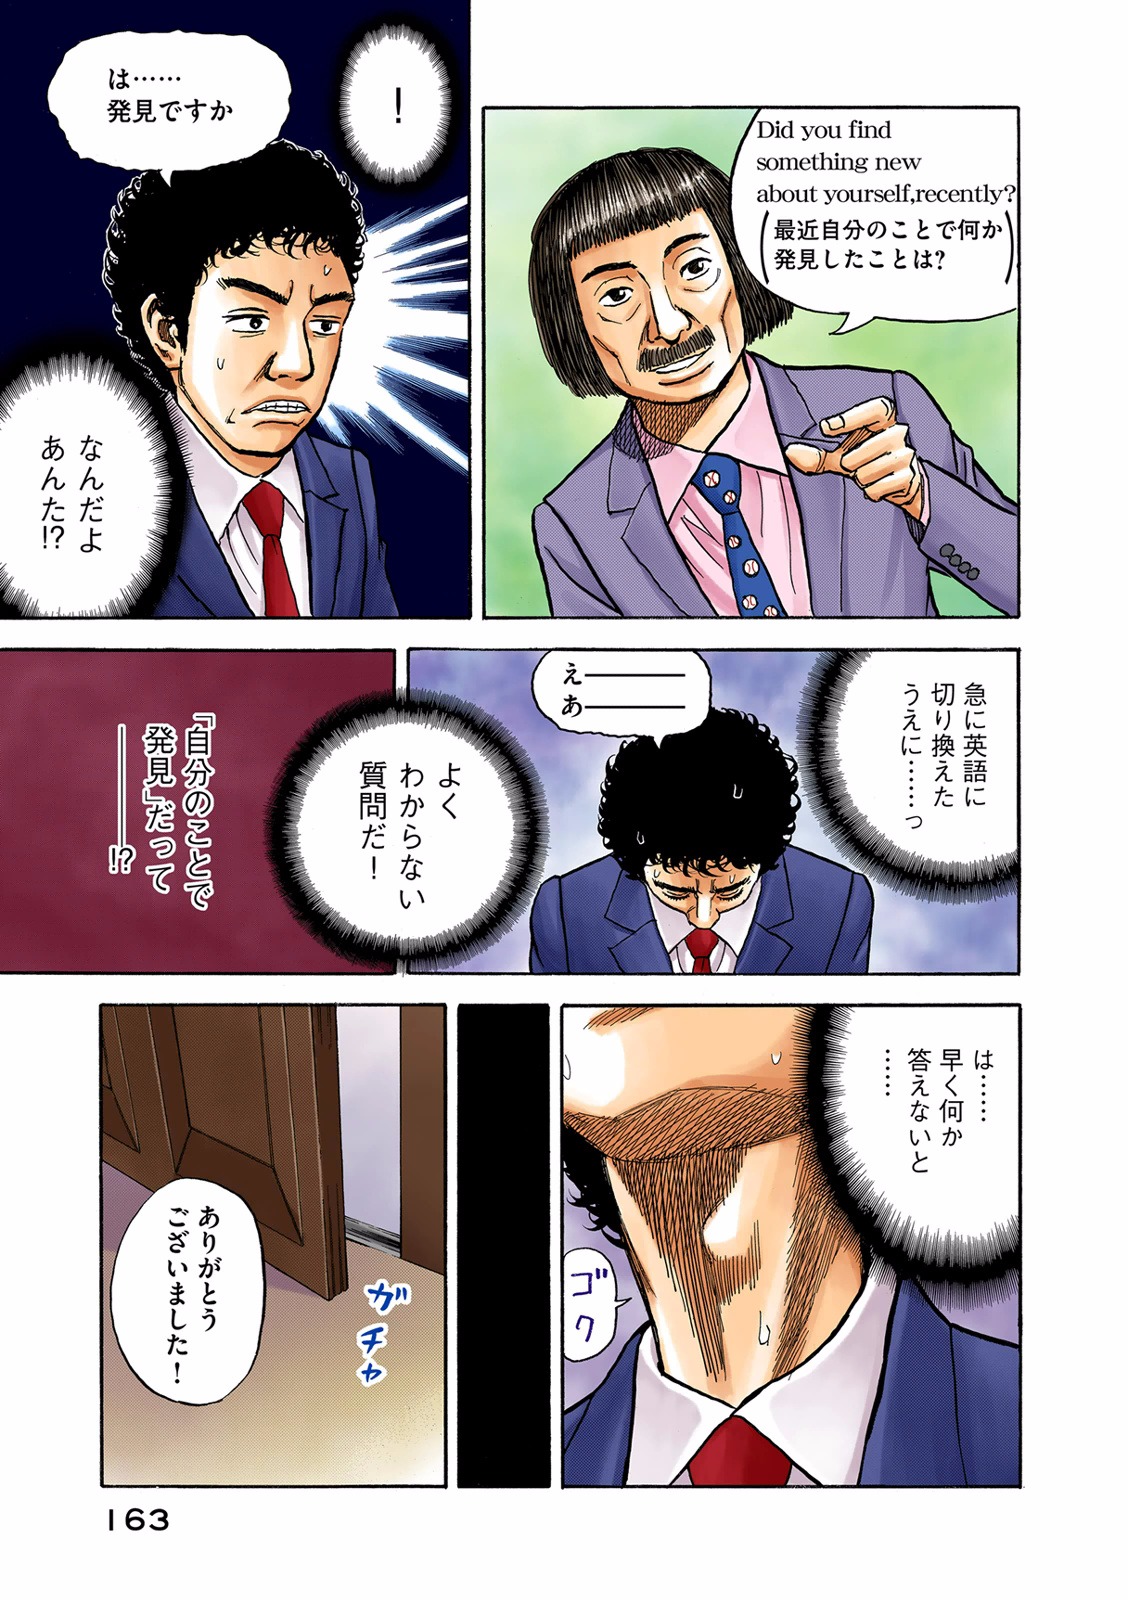 Did you find
something new
about yourself,recently?
(最近自分のことで何か
発見したことは?)
!
は……
発見ですか
なんだよ
あんた!?
急に英語に
切り換えた
うえに……っ
え————
あ————
よく
わからない
質問だ!
「自分のことで
発見」だって
————!?
は……
早く何か
答えないと
……
ゴク
ガチャ
ありがとう
ございました!
163